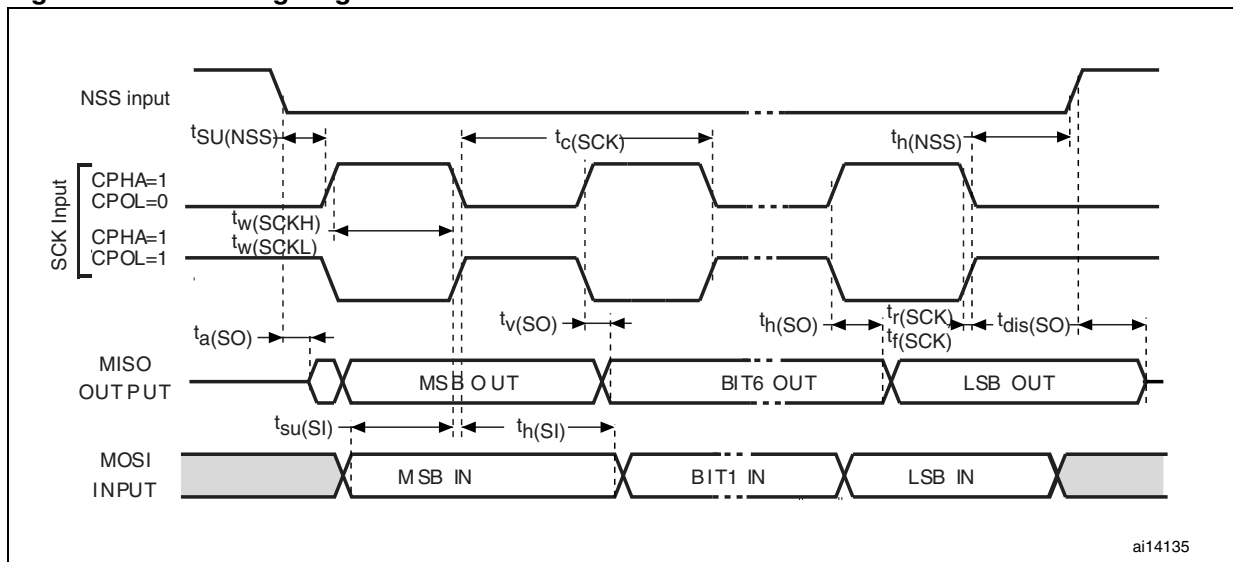 NSS input
tSU(NSS)
tc(SCK)
th(NSS)
SCK Input
CPHA=1
CPOL=0
tw(SCKH)
CPHA=1
tw(SCKL)
CPOL=1
ta(SO)
tv(SO)
th(SO)
tr(SCK)
tf(SCK)
tdis(SO)
MISO
OUTPUT
MSB OUT
BIT6 OUT
LSB OUT
tsu(SI)
th(SI)
MOSI
INPUT
MSB IN
BIT1 IN
LSB IN
ai14135